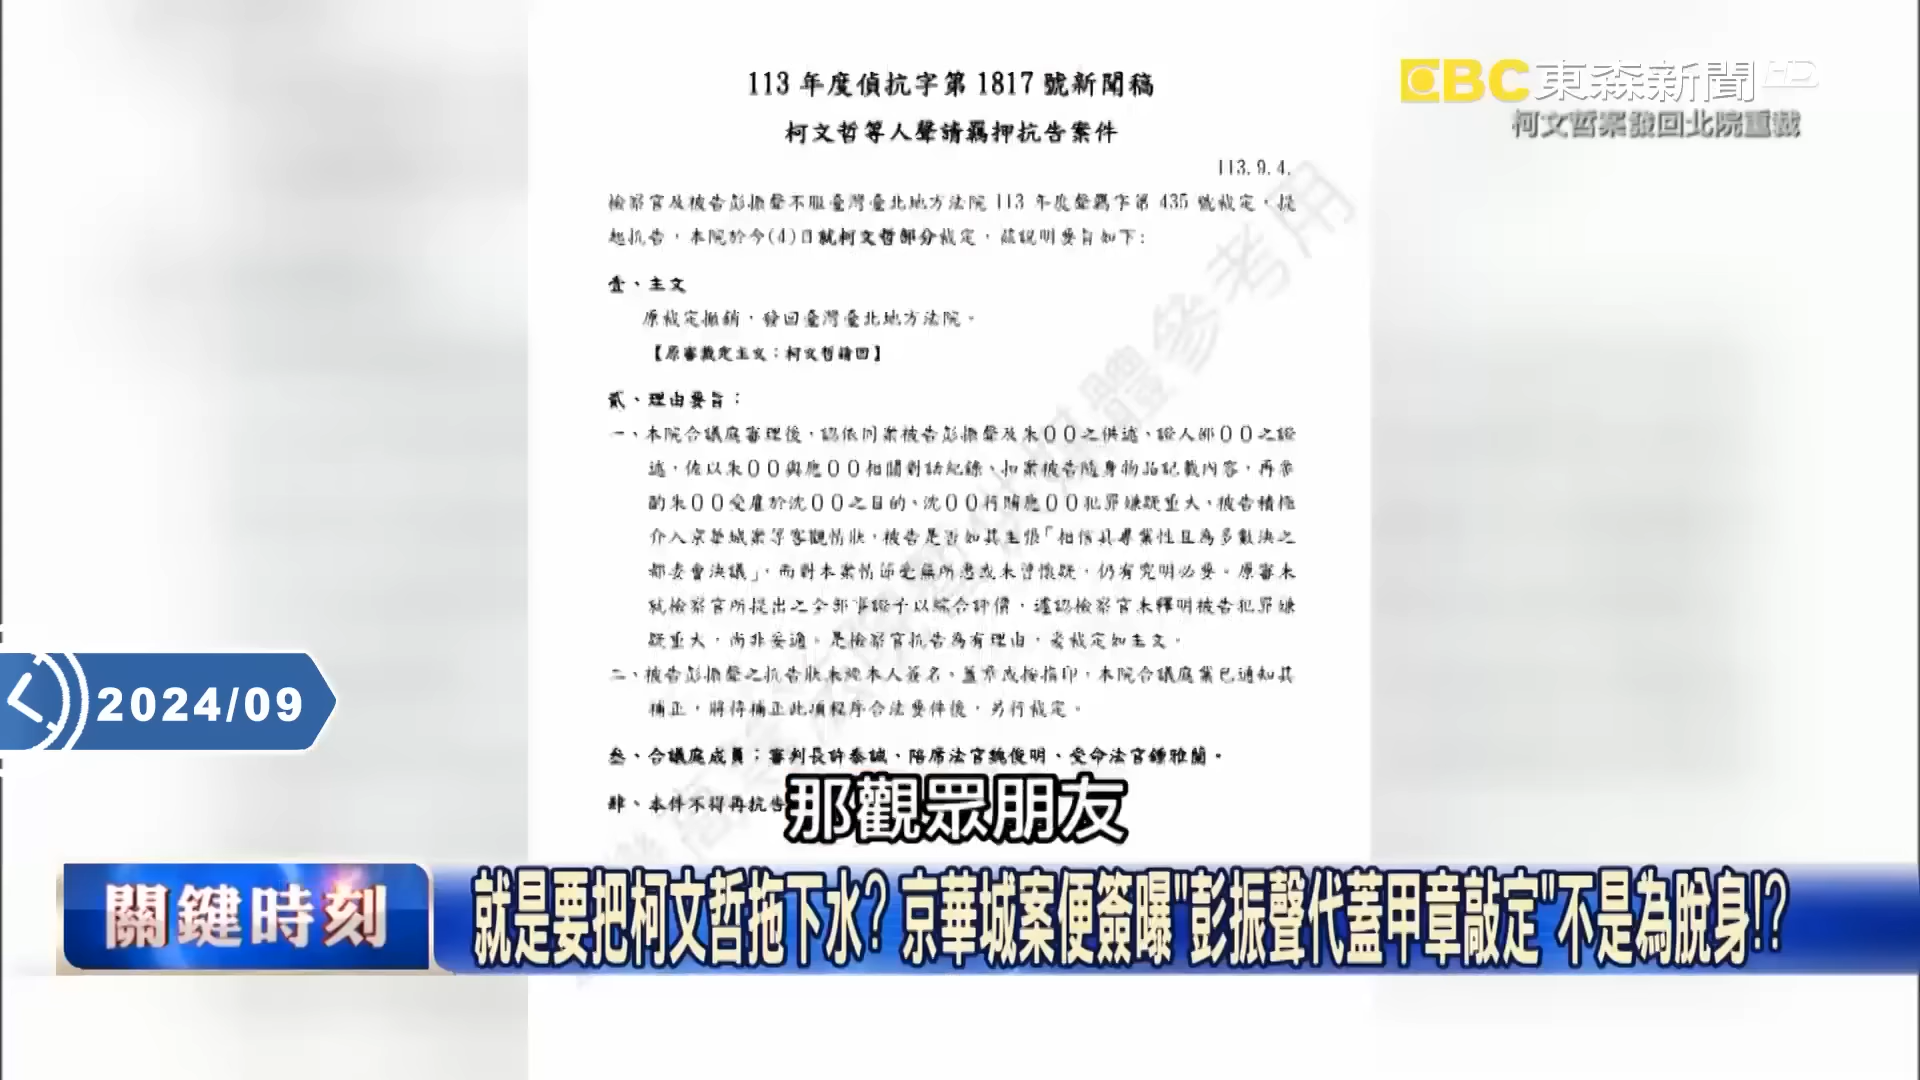 113 年度偵抗字第 1817 號新聞稿
柯文哲等人聲請羈押抗告案件
113.9.4.
檢察官及被告彭振聲不服臺灣臺北地方法院 113 年度聲羈字第 435 號裁定,提
起抗告,本院於今(4)日就柯文哲部分裁定,茲說明要旨如下:
壹、主文
原裁定撤銷,發回臺灣臺北地方法院。
【原審裁定主文:柯文哲請回】
貳、理由要旨:
一、本院合議庭審理後,認依同案被告彭振聲及朱OO之供述、證人邵OO之證
述,佐以朱OO與應OO相關對話紀錄、扣案被告隨身物品記載內容,再參
酌朱OO受雇於沈OO之目的、沈OO行賄應OO犯罪嫌疑重大、被告積極
介入京華城案等客觀情狀,被告是否如其主張「相信具專業性且為多數決之
都委會決議」,而對本案情節受無所悉或未曾懷疑,仍有究明必要。原審未
就檢察官所提出之全部事證予以綜合評價,遽認檢察官未釋明被告犯罪嫌
疑重大,尚非妥適。是檢察官抗告為有理由,爰裁定如主文。
二、被告彭振聲之抗告狀未經本人簽名、蓋章或按指印,本院合議庭業已通知其
補正,將待補正此項程序合法要件後,另行裁定。
叁、合議庭成員:審判長許泰誠、陪席法官魏俊明、受命法官鍾雅蘭。
肆、本件不得再抗告
媒體參考用
EBC 東森新聞 HD
柯文哲案發回北院重裁
2024/09
那觀眾朋友
關鍵時刻
就是要把柯文哲拖下水? 京華城案便簽曝"彭振聲代蓋甲章敲定"不是為脫身!?